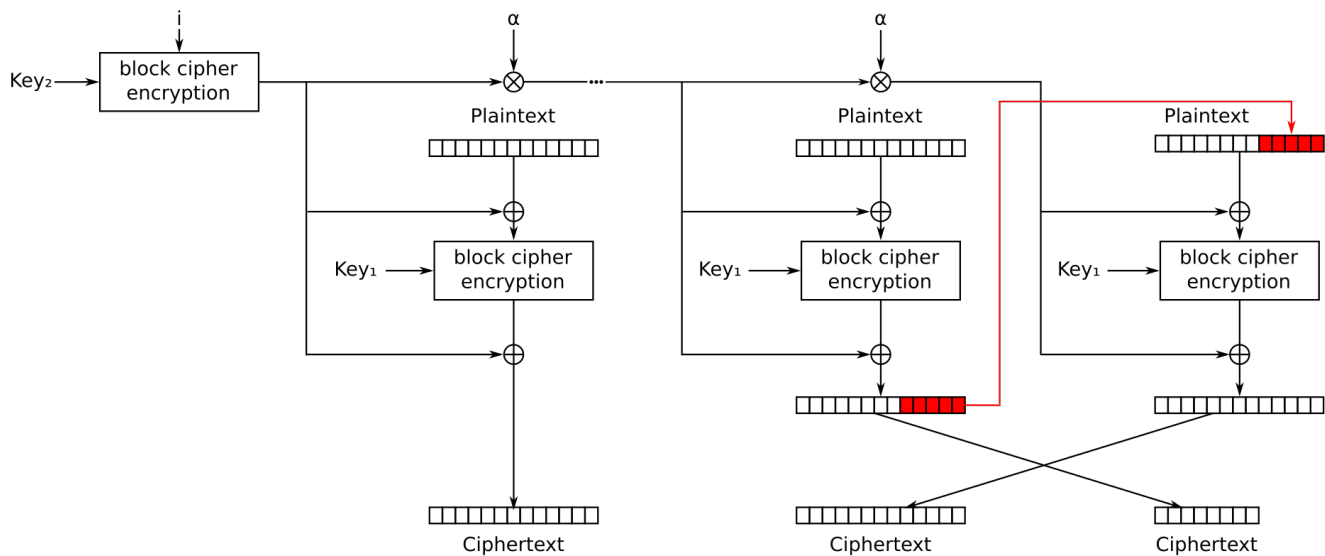 i
α
α
Key₂
block cipher
encryption
...
Plaintext
Plaintext
Plaintext
Key₁
block cipher
encryption
Key₁
block cipher
encryption
Key₁
block cipher
encryption
Ciphertext
Ciphertext
Ciphertext